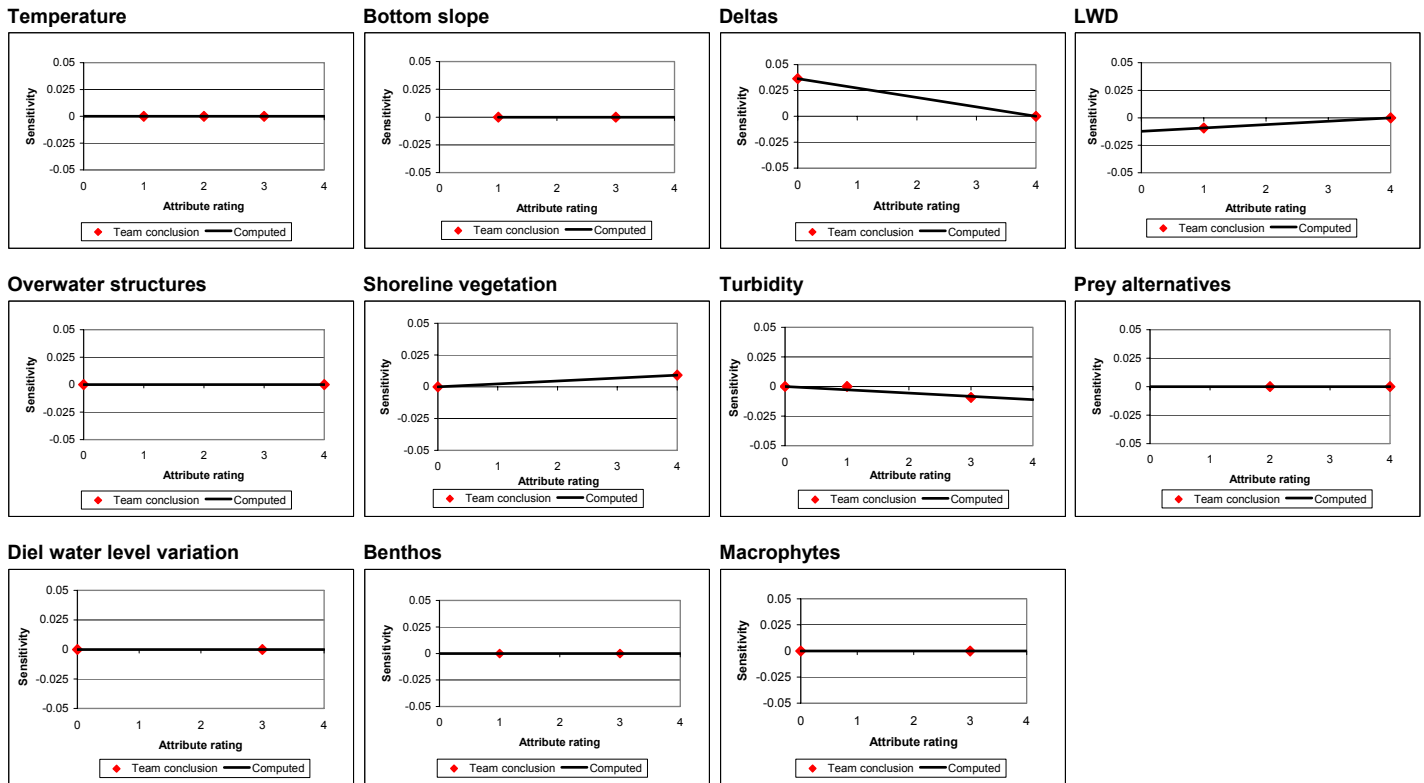 Temperature
0.05
0.025
0
-0.025
-0.05
Sensitivity
0 1 2 3 4
Attribute rating
Team conclusion Computed
Bottom slope
0.05
0.025
0
-0.025
-0.05
Sensitivity
0 1 2 3 4
Attribute rating
Team conclusion Computed
Deltas
0.05
0.025
0
-0.025
-0.05
Sensitivity
0 1 2 3 4
Attribute rating
Team conclusion Computed
LWD
0.05
0.025
0
-0.025
-0.05
Sensitivity
0 1 2 3 4
Attribute rating
Team conclusion Computed
Overwater structures
0.05
0.025
0
-0.025
-0.05
Sensitivity
0 1 2 3 4
Attribute rating
Team conclusion Computed
Shoreline vegetation
0.05
0.025
0
-0.025
-0.05
Sensitivity
0 1 2 3 4
Attribute rating
Team conclusion Computed
Turbidity
0.05
0.025
0
-0.025
-0.05
Sensitivity
0 1 2 3 4
Attribute rating
Team conclusion Computed
Prey alternatives
0.05
0.025
0
-0.025
-0.05
Sensitivity
0 1 2 3 4
Attribute rating
Team conclusion Computed
Diel water level variation
0.05
0.025
0
-0.025
-0.05
Sensitivity
0 1 2 3 4
Attribute rating
Team conclusion Computed
Benthos
0.05
0.025
0
-0.025
-0.05
Sensitivity
0 1 2 3 4
Attribute rating
Team conclusion Computed
Macrophytes
0.05
0.025
0
-0.025
-0.05
Sensitivity
0 1 2 3 4
Attribute rating
Team conclusion Computed